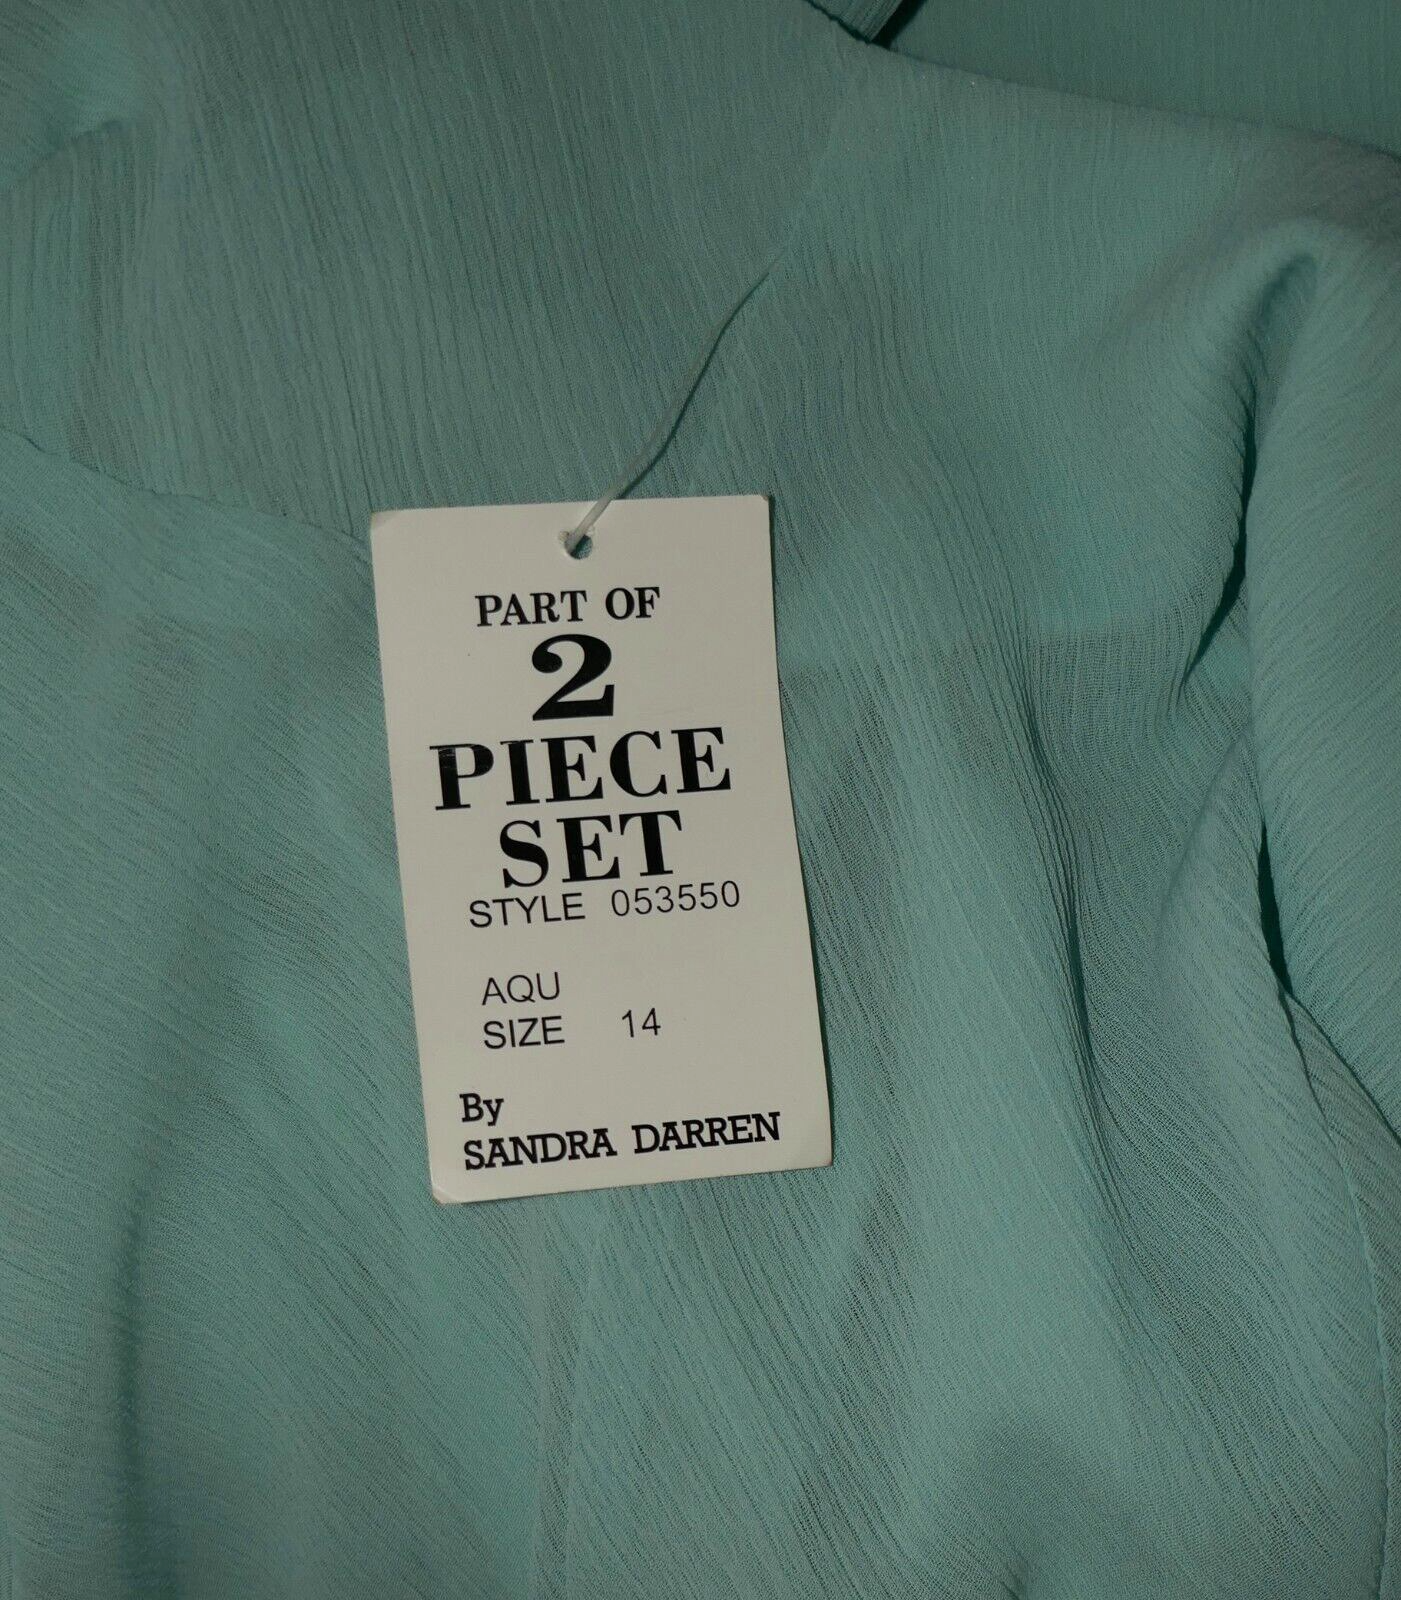 PART OF
2
PIECE
SET
STYLE 053550
AQU
SIZE 14
By
SANDRA DARREN